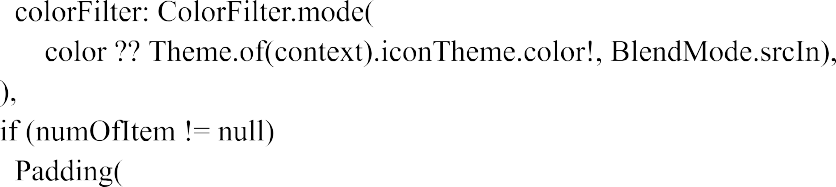 colorFilter: ColorFilter.mode(
color ?? Theme.of(context).iconTheme.color!, BlendMode.srcIn),
),
if (numOfItem != null)
Padding(